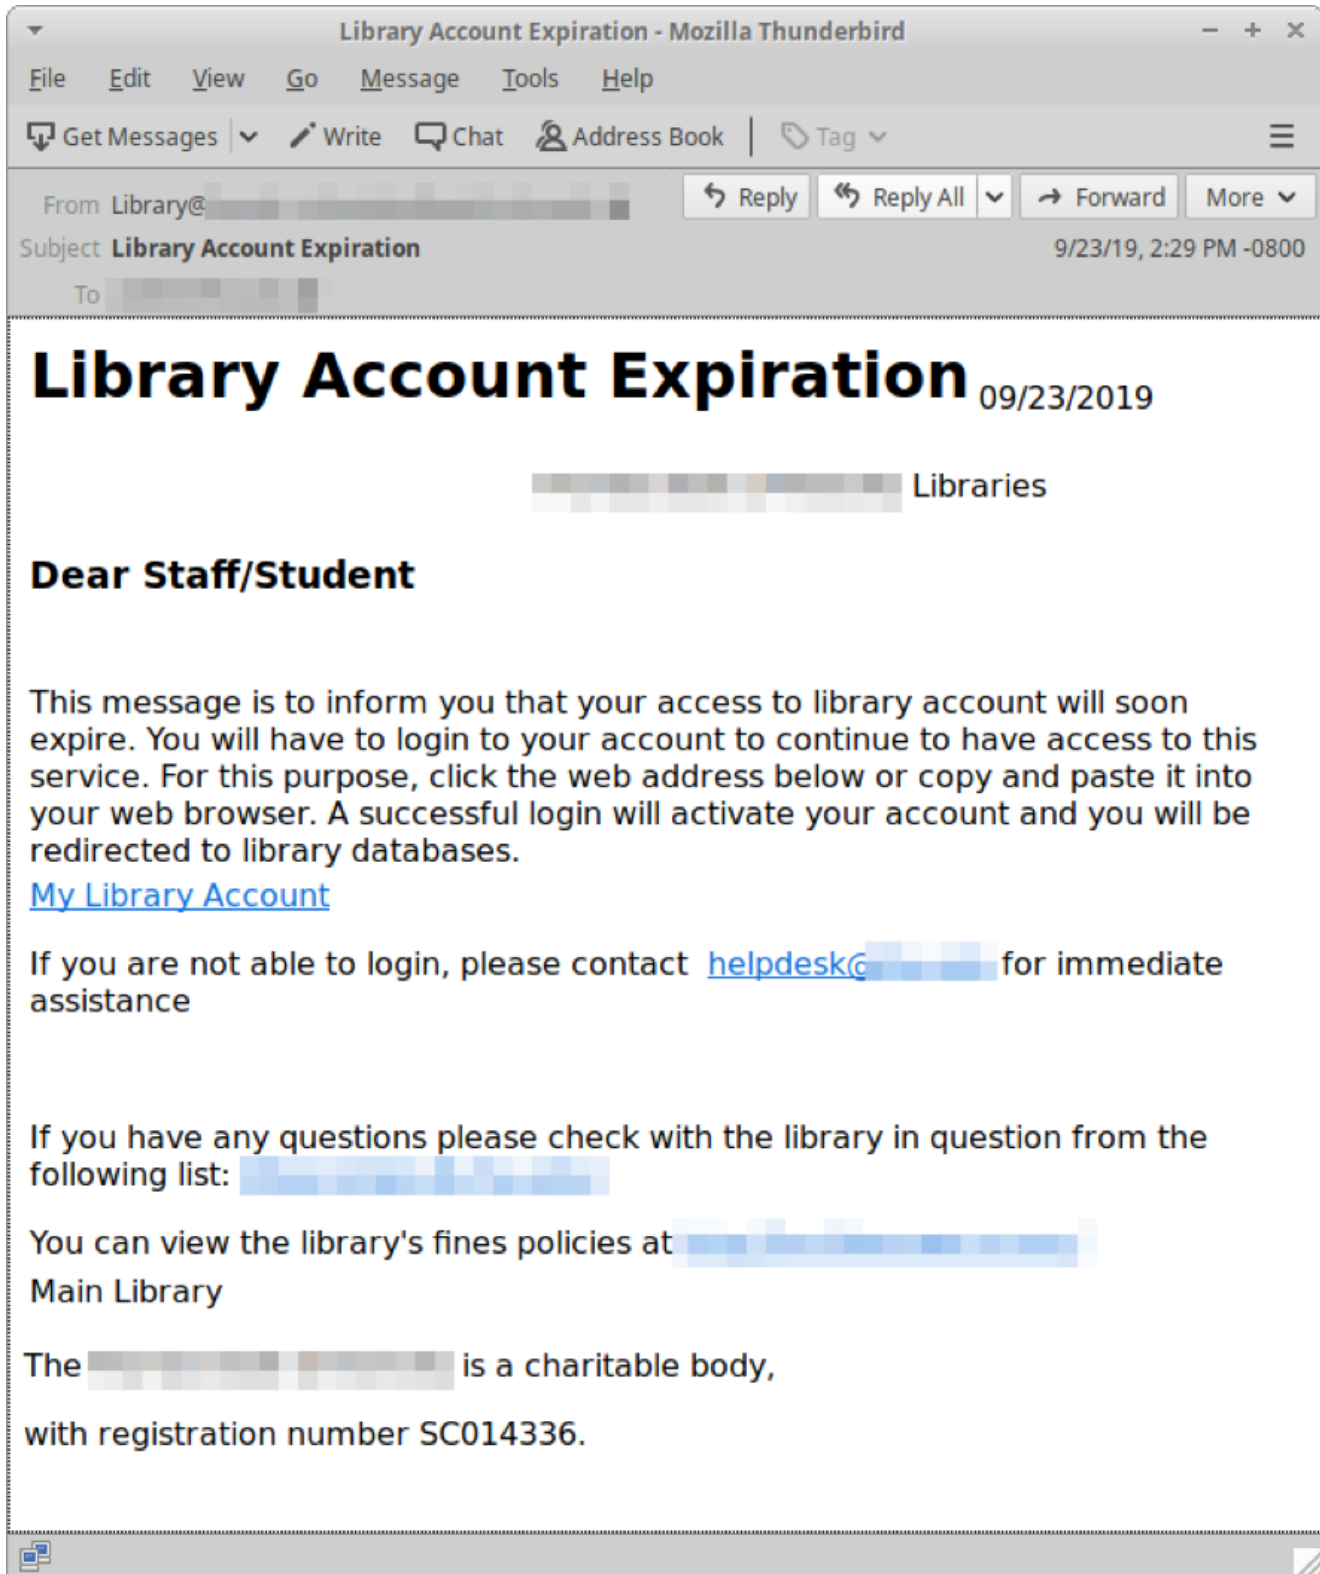 Library Account Expiration - Mozilla Thunderbird
File Edit View Go Message Tools Help
Get Messages Write Chat Address Book Tag
From Library@ Reply Reply All Forward More
Subject Library Account Expiration 9/23/19, 2:29 PM -0800
To
Library Account Expiration 09/23/2019
Libraries
Dear Staff/Student
This message is to inform you that your access to library account will soon
expire. You will have to login to your account to continue to have access to this
service. For this purpose, click the web address below or copy and paste it into
your web browser. A successful login will activate your account and you will be
redirected to library databases.
My Library Account
If you are not able to login, please contact helpdesk@ for immediate
assistance
If you have any questions please check with the library in question from the
following list:
You can view the library's fines policies at
Main Library
The is a charitable body,
with registration number SC014336.